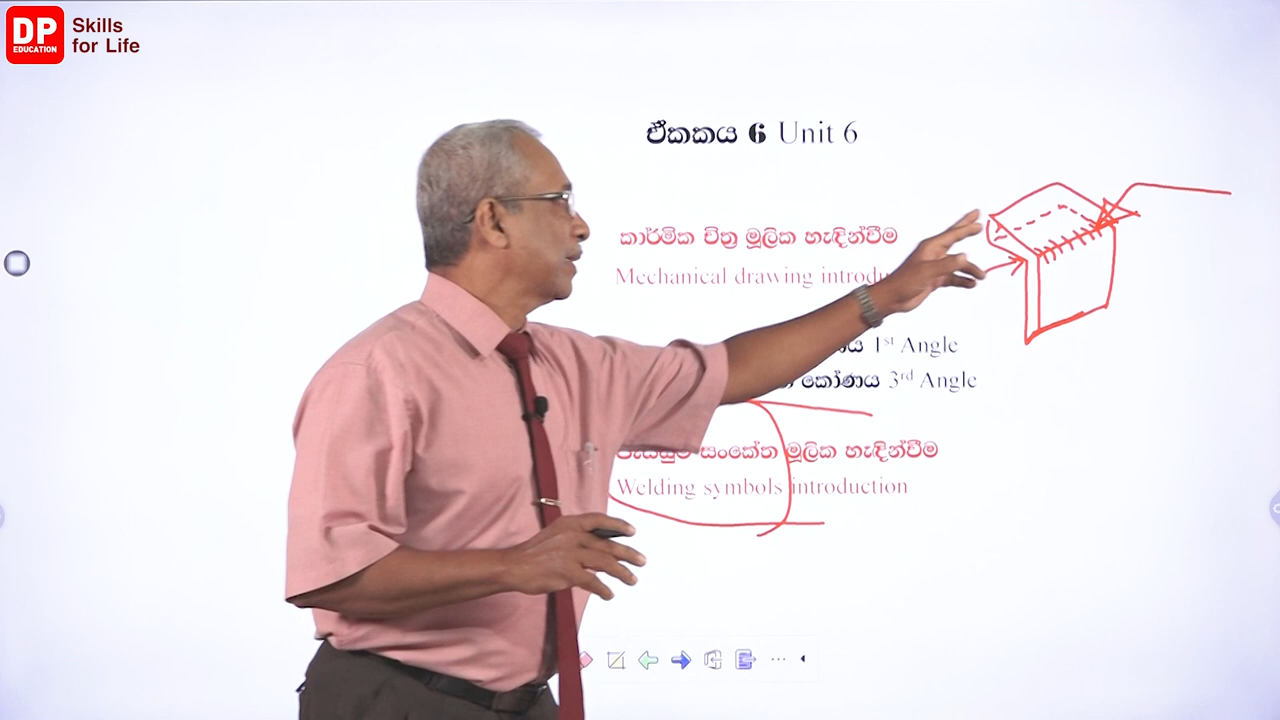 DP
EDUCATION
Skills
for Life
ඒකකය 6 Unit 6
කාර්මික චිත්‍ර මූලික හැඳින්වීම
Mechanical drawing
1st Angle
කෝණය 3rd Angle
සංකේත මූලික හැඳින්වීම
Welding symbols introduction